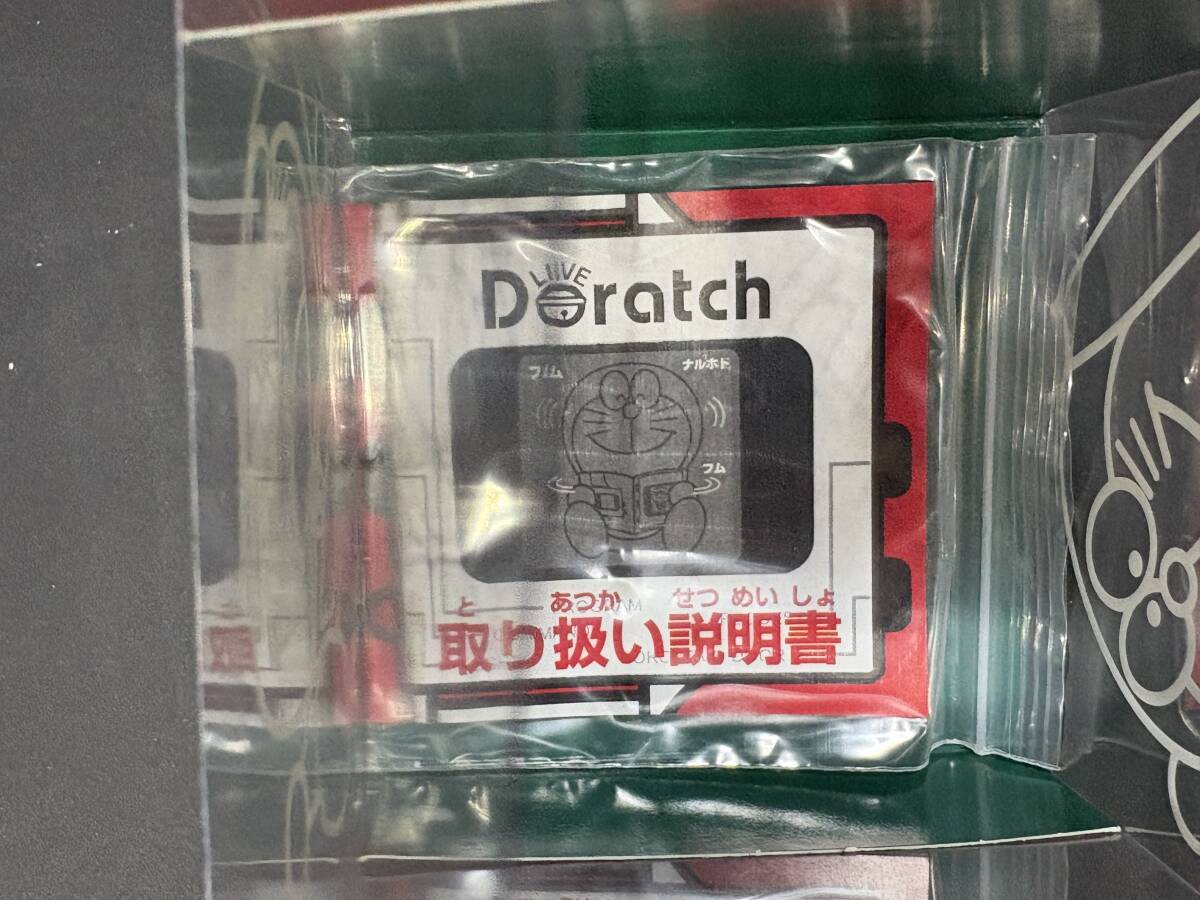 LIIVE
Doratch
フム
ナルホド
フム
と あつか せつ めい しょ
取り扱い説明書